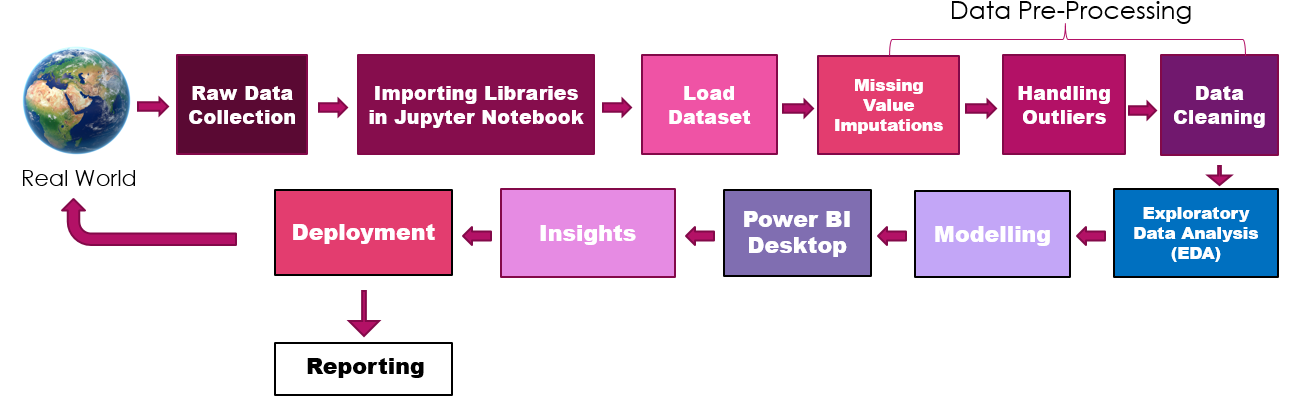 Data Pre-Processing
Raw Data
Collection
Importing Libraries
in Jupyter Notebook
Load
Dataset
Missing
Value
Imputations
Handling
Outliers
Data
Cleaning
Real World
Deployment
Insights
Power BI
Desktop
Modelling
Exploratory
Data Analysis
(EDA)
Reporting